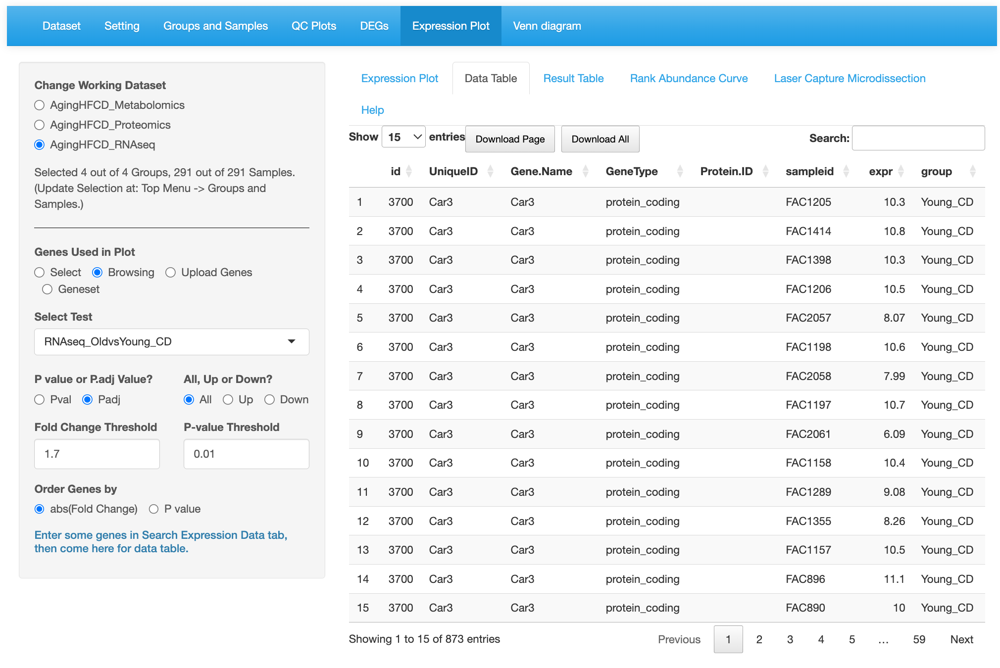 Dataset Setting Groups and Samples QC Plots DEGs Expression Plot Venn diagram
Change Working Dataset
AgingHFCD_Metabolomics
AgingHFCD_Proteomics
AgingHFCD_RNAseq
Selected 4 out of 4 Groups, 291 out of 291 Samples.
(Update Selection at: Top Menu -> Groups and
Samples.)
Genes Used in Plot
Select Browsing Upload Genes
Geneset
Select Test
RNAseq_OldvsYoung_CD
P value or P.adj Value? All, Up or Down?
Pval Padj All Up Down
Fold Change Threshold P-value Threshold
1.7 0.01
Order Genes by
abs(Fold Change) P value
Enter some genes in Search Expression Data tab,
then come here for data table.
Expression Plot Data Table Result Table Rank Abundance Curve Laser Capture Microdissection
Help
Show 15 entries Download Page Download All Search:
id UniqueID Gene.Name GeneType Protein.ID sampleid expr group
1 3700 Car3 Car3 protein_coding FAC1205 10.3 Young_CD
2 3700 Car3 Car3 protein_coding FAC1414 10.8 Young_CD
3 3700 Car3 Car3 protein_coding FAC1398 10.3 Young_CD
4 3700 Car3 Car3 protein_coding FAC1206 10.5 Young_CD
5 3700 Car3 Car3 protein_coding FAC2057 8.07 Young_CD
6 3700 Car3 Car3 protein_coding FAC1198 10.6 Young_CD
7 3700 Car3 Car3 protein_coding FAC2058 7.99 Young_CD
8 3700 Car3 Car3 protein_coding FAC1197 10.7 Young_CD
9 3700 Car3 Car3 protein_coding FAC2061 6.09 Young_CD
10 3700 Car3 Car3 protein_coding FAC1158 10.4 Young_CD
11 3700 Car3 Car3 protein_coding FAC1289 9.08 Young_CD
12 3700 Car3 Car3 protein_coding FAC1355 8.26 Young_CD
13 3700 Car3 Car3 protein_coding FAC1157 10.5 Young_CD
14 3700 Car3 Car3 protein_coding FAC896 11.1 Young_CD
15 3700 Car3 Car3 protein_coding FAC890 10 Young_CD
Showing 1 to 15 of 873 entries Previous 1 2 3 4 5 … 59 Next